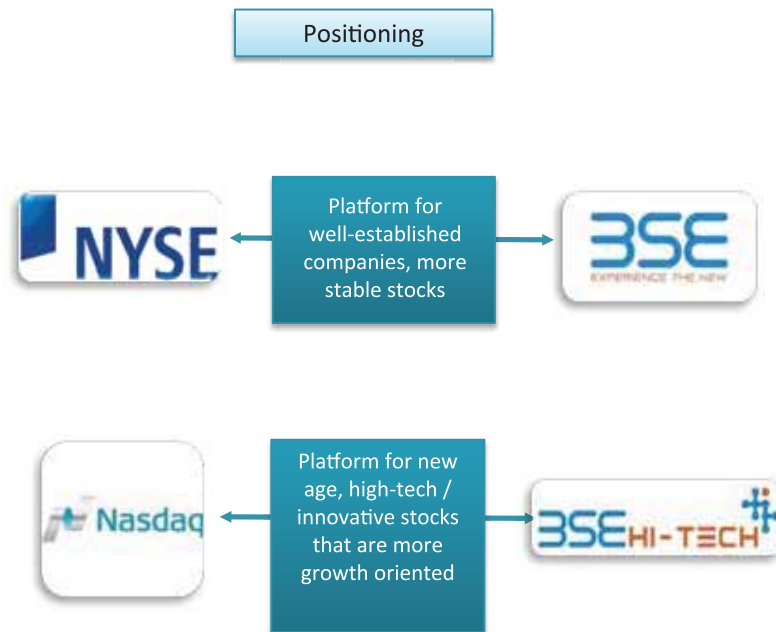 Positioning
NYSE
Platform for
well-established
companies, more
stable stocks
BSE
EXPERIENCE THE NEW
Nasdaq
Platform for new
age, high-tech /
innovative stocks
that are more
growth oriented
BSE HI-TECH